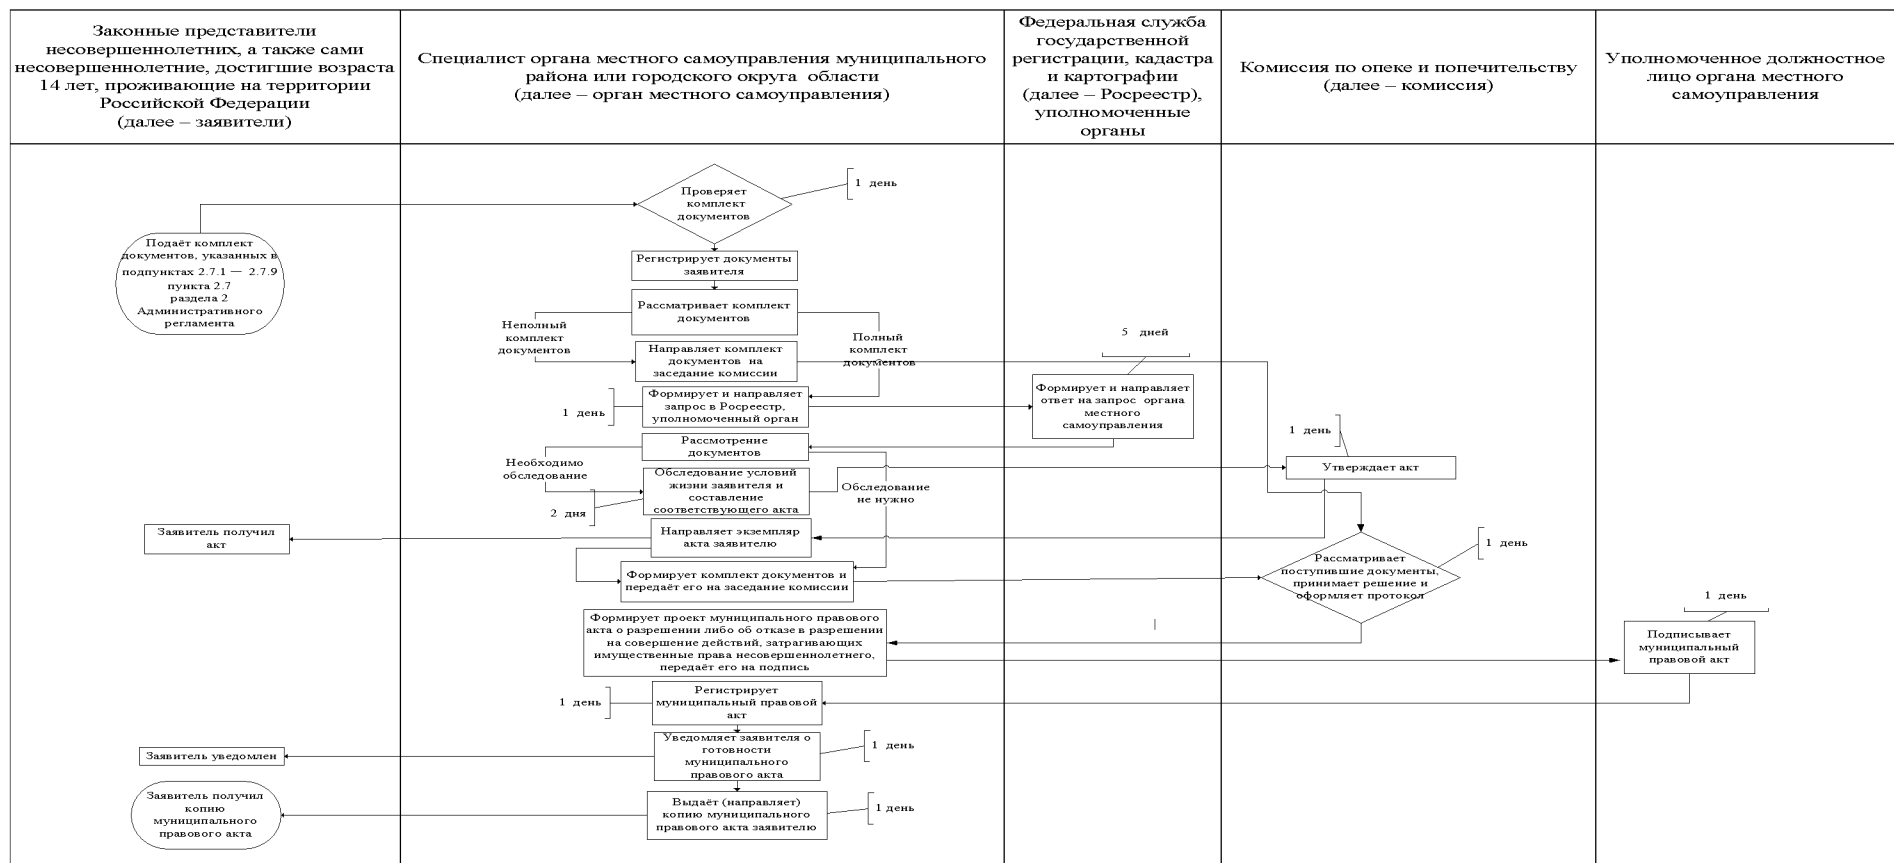 Законные представители
несовершеннолетних, а также сами
несовершеннолетние, достигшие возраста
14 лет, проживающие на территории
Российской Федерации
(далее – заявители)
Специалист органа местного самоуправления муниципального
района или городского округа области
(далее – орган местного самоуправления)
Федеральная служба
государственной
регистрации, кадастра
и картографии
(далее – Росреестр),
уполномоченные
органы
Комиссия по опеке и попечительству
(далее – комиссия)
Уполномоченное должностное
лицо органа местного
самоуправления
Проверяет
комплект
документов
1 день
Подаёт комплект
документов, указанных в
подпунктах 2.7.1 — 2.7.9
пункта 2.7
раздела 2
Административного
регламента
Регистрирует документы
заявителя
Рассматривает комплект
документов
Неполный
комплект
документов
Полный
комплект
документов
5 дней
Направляет комплект
документов на
заседание комиссии
Формирует и направляет
запрос в Росреестр,
уполномоченный орган
1 день
Формирует и направляет
ответ на запрос органа
местного
самоуправления
Рассмотрение
документов
1 день
Необходимо
обследование
Утверждает акт
Обследование условий
жизни заявителя и
составление
соответствующего акта
Обследование
не нужно
2 дня
Заявитель получил
акт
Направляет экземпляр
акта заявителю
1 день
Рассматривает
поступившие документы,
принимает решение и
оформляет протокол
Формирует комплект документов и
передаёт его на заседание комиссии
1 день
Формирует проект муниципального правового
акта о разрешении либо об отказе в разрешении
на совершение действий, затрагивающих
имущественные права несовершеннолетнего,
передаёт его на подпись
Подписывает
муниципальный
правовой акт
Регистрирует
муниципальный правовой
акт
1 день
Уведомляет заявителя о
готовности
муниципального
правового акта
1 день
Заявитель уведомлен
Заявитель получил
копию
муниципального
правового акта
Выдаёт (направляет)
копию муниципального
правового акта заявителю
1 день